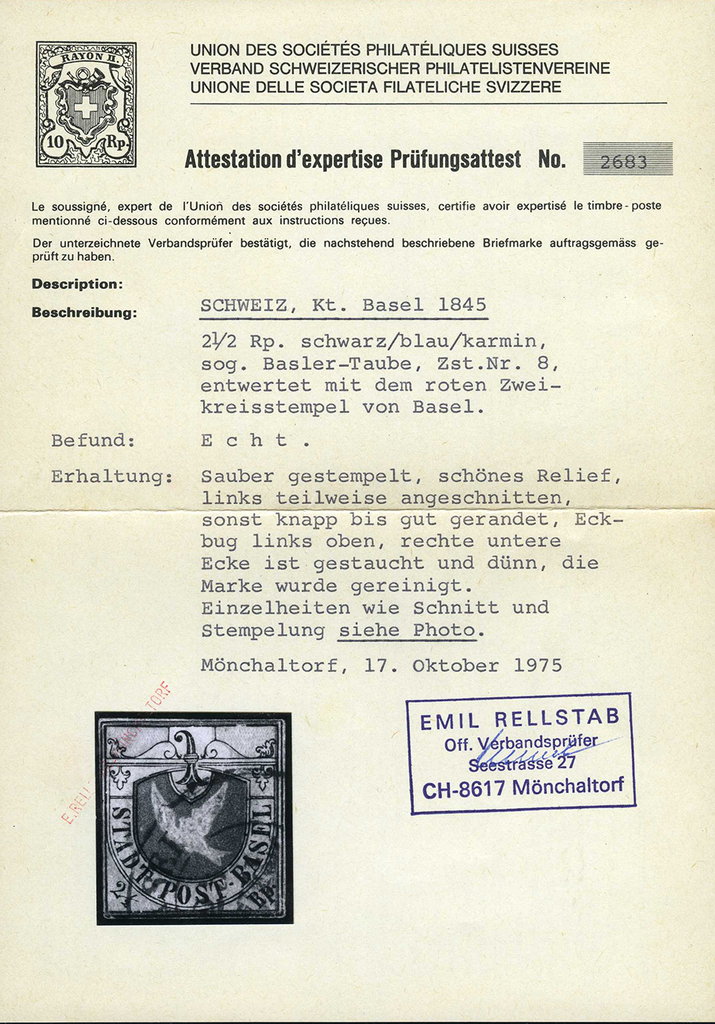 RAYON II.
10 Rp.
UNION DES SOCIÉTÉS PHILATÉLIQUES SUISSES
VERBAND SCHWEIZERISCHER PHILATELISTENVEREINE
UNIONE DELLE SOCIETA FILATELICHE SVIZZERE
Attestation d'expertise Prüfungsattest No. 2683
Le soussigné, expert de l'Union des sociétés philatéliques suisses, certifie avoir expertisé le timbre-poste
mentionné ci-dessous conformément aux instructions reçues.
Der unterzeichnete Verbandsprüfer bestätigt, die nachstehend beschriebene Briefmarke auftragsgemäss ge-
prüft zu haben.
Description:
Beschreibung:
SCHWEIZ, Kt. Basel 1845
2½ Rp. schwarz/blau/karmin,
sog. Basler-Taube, Zst.Nr. 8,
entwertet mit dem roten Zwei-
kreisstempel von Basel.
Befund: E c h t .
Erhaltung: Sauber gestempelt, schönes Relief,
links teilweise angeschnitten,
sonst knapp bis gut gerandet, Eck-
bug links oben, rechte untere
Ecke ist gestaucht und dünn, die
Marke wurde gereinigt.
Einzelheiten wie Schnitt und
Stempelung siehe Photo.
Mönchaltorf, 17. Oktober 1975
EMIL RELLSTAB
Off. Verbandsprüfer
Seestrasse 27
CH-8617 Mönchaltorf
STADT-POST-BASEL
2½ Rp.